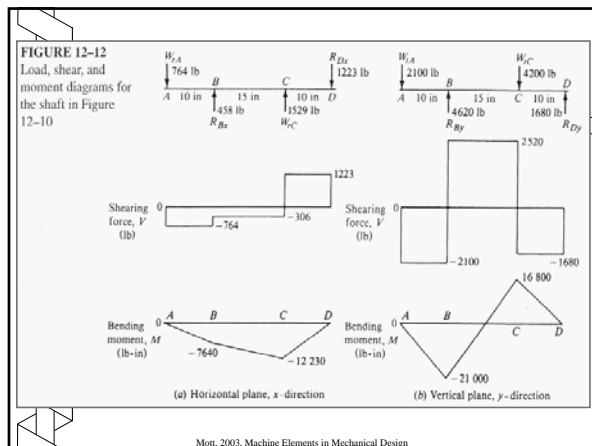 FIGURE 12–12
Load, shear, and
moment diagrams for
the shaft in Figure
12–10
W_rA
764 lb
R_Dx
1223 lb
A 10 in B 15 in C 10 in D
458 lb
R_Bx
1529 lb
W_rC
Shearing
force, V
(lb)
0
1223
−306
−764
Bending
moment, M
(lb-in)
0
A B C D
−7640
−12 230
(a) Horizontal plane, x-direction
W_tA
2100 lb
W_tC
4200 lb
A 10 in B 15 in C 10 in D
4620 lb
R_By
1680 lb
R_Dy
Shearing
force, V
(lb)
0
2520
−2100
−1680
Bending
moment, M
(lb-in)
0
A B C D
16 800
−21 000
(b) Vertical plane, y-direction
Mott, 2003, Machine Elements in Mechanical Design